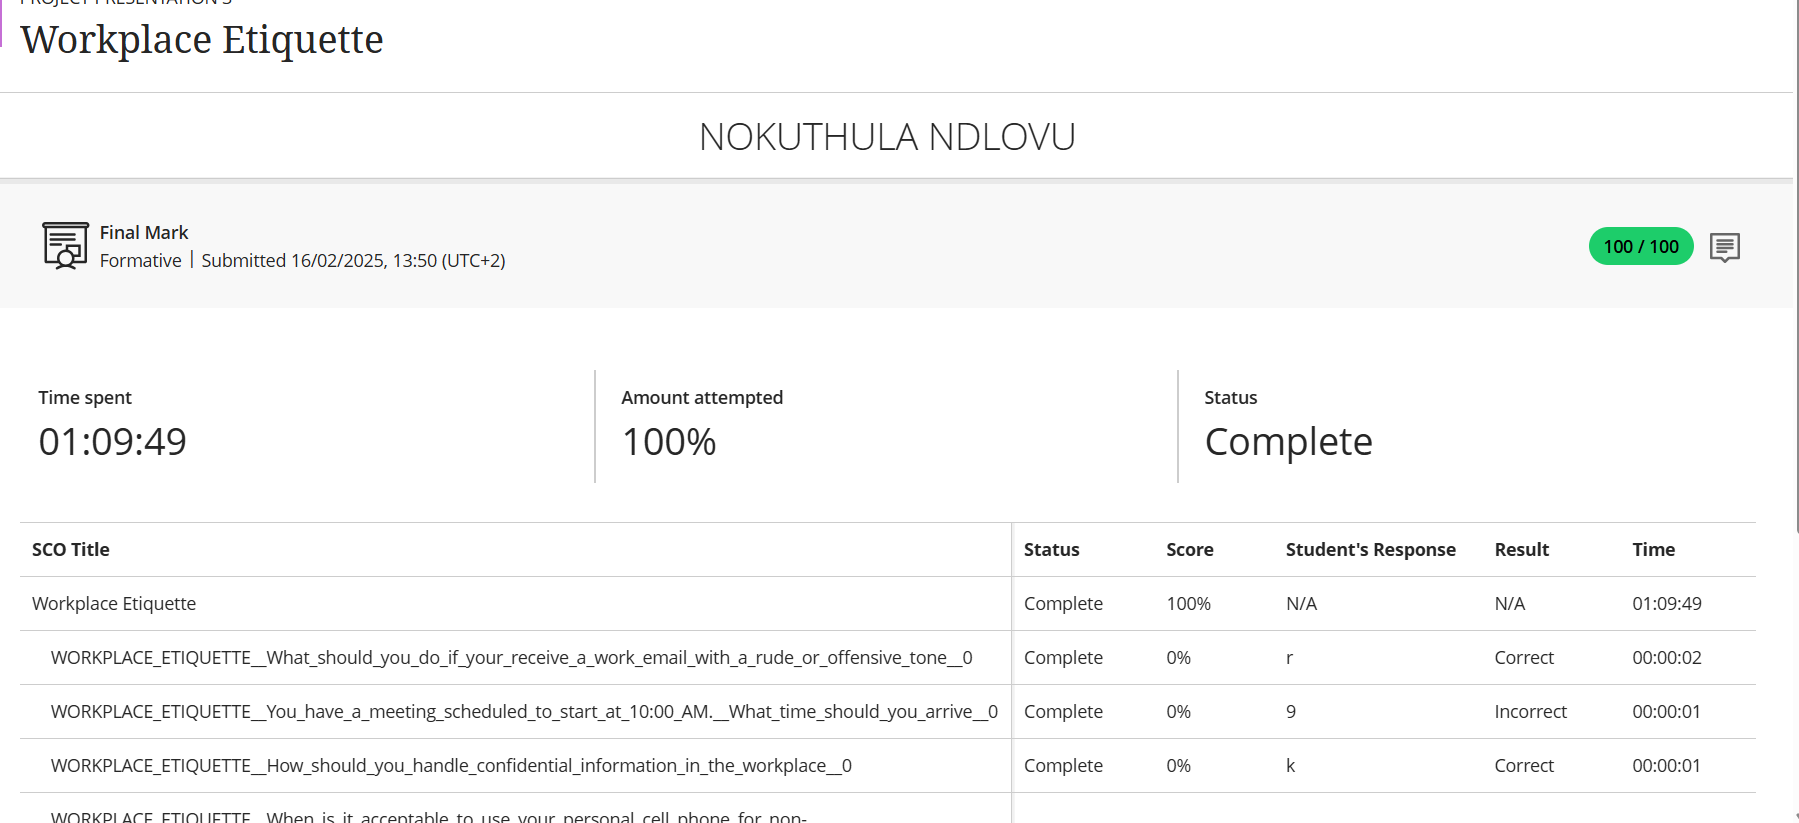 PROJECT PRESENTATION'S
Workplace Etiquette
NOKUTHULA NDLOVU
Final Mark
Formative | Submitted 16/02/2025, 13:50 (UTC+2)
100 / 100
Time spent
01:09:49
Amount attempted
100%
Status
Complete
SCO Title Status Score Student's Response Result Time
Workplace Etiquette Complete 100% N/A N/A 01:09:49
WORKPLACE_ETIQUETTE__What_should_you_do_if_your_receive_a_work_email_with_a_rude_or_offensive_tone__0 Complete 0% r Correct 00:00:02
WORKPLACE_ETIQUETTE__You_have_a_meeting_scheduled_to_start_at_10:00_AM.__What_time_should_you_arrive__0 Complete 0% 9 Incorrect 00:00:01
WORKPLACE_ETIQUETTE__How_should_you_handle_confidential_information_in_the_workplace__0 Complete 0% k Correct 00:00:01
WORKPLACE_ETIQUETTE__When_is_it_acceptable_to_use_your_personal_cell_phone_for_non-